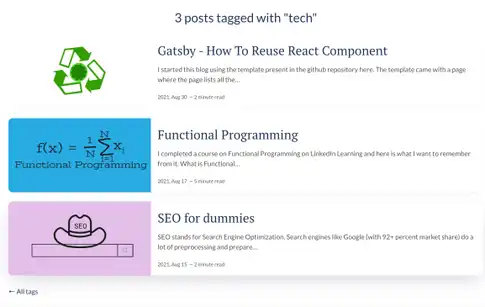 3 posts tagged with "tech"
Gatsby - How To Reuse React Component
I started this blog using the template present in the github repository here. The template came with a page
where the page lists all the...
2021, Aug 30 — 2 minute read
f(x) = 1/N N∑i=1 xi
Functional Programming
Functional Programming
I completed a course on Functional Programming on LinkedIn Learning and here is what I want to remember
from it. What is Functional...
2021, Aug 17 — 5 minute read
SEO
SEO for dummies
SEO stands for Search Engine Optimization. Search engines like Google (with 92+ percent market share) do a
lot of preprocessing and prepare...
2021, Aug 15 — 2 minute read
← All tags